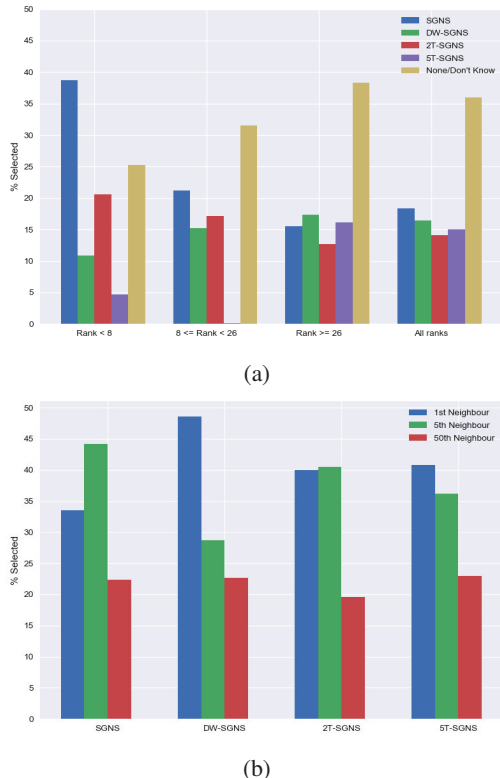 50
45
40
35
30
25
20
15
10
5
0
% Selected
SGNS
DW-SGNS
2T-SGNS
5T-SGNS
None/Don't Know
Rank < 8
8 <= Rank < 26
Rank >= 26
All ranks
(a)
50
45
40
35
30
25
20
15
10
5
0
% Selected
1st Neighbour
5th Neighbour
50th Neighbour
SGNS
DW-SGNS
2T-SGNS
5T-SGNS
(b)